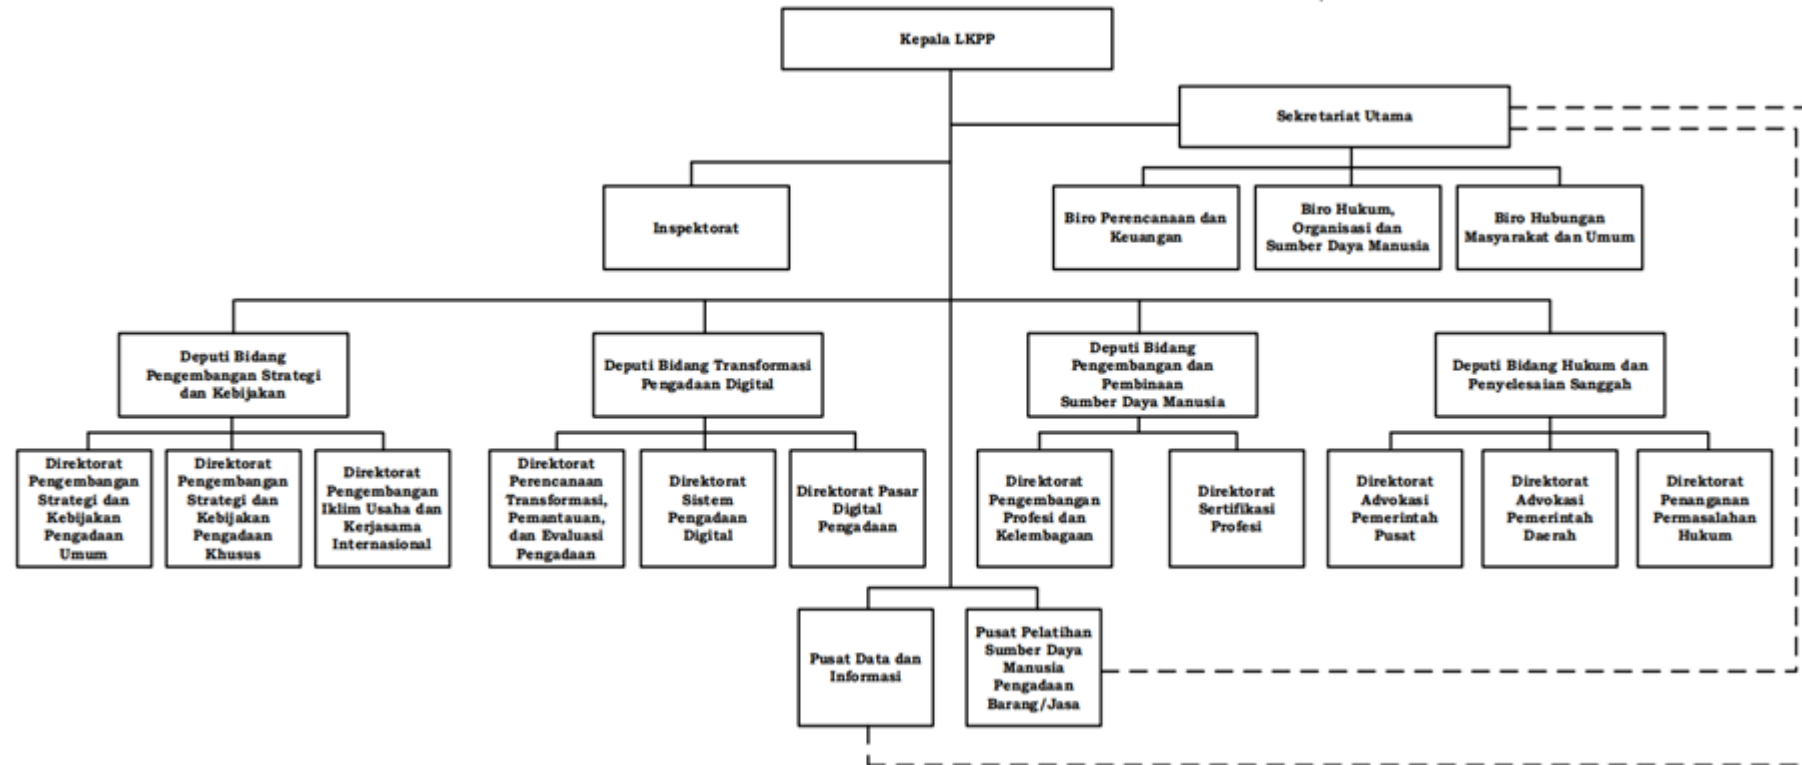 Kepala LKPP
Sekretariat Utama
Inspektorat
Biro Perencanaan dan
Keuangan
Biro Hukum,
Organisasi dan
Sumber Daya Manusia
Biro Hubungan
Masyarakat dan Umum
Deputi Bidang
Pengembangan Strategi
dan Kebijakan
Deputi Bidang Transformasi
Pengadaan Digital
Deputi Bidang
Pengembangan dan
Pembinaan
Sumber Daya Manusia
Deputi Bidang Hukum dan
Penyelesaian Sanggah
Direktorat
Pengembangan
Strategi dan
Kebijakan
Pengadaan
Umum
Direktorat
Pengembangan
Strategi dan
Kebijakan
Pengadaan
Khusus
Direktorat
Pengembangan
Iklim Usaha dan
Kerjasama
Internasional
Direktorat
Perencanaan
Transformasi,
Pemantauan,
dan Evaluasi
Pengadaan
Direktorat
Sistem
Pengadaan
Digital
Direktorat Pasar
Digital
Pengadaan
Direktorat
Pengembangan
Profesi dan
Kelembagaan
Direktorat
Sertifikasi
Profesi
Direktorat
Advokasi
Pemerintah
Pusat
Direktorat
Advokasi
Pemerintah
Daerah
Direktorat
Penanganan
Permasalahan
Hukum
Pusat Data dan
Informasi
Pusat Pelatihan
Sumber Daya
Manusia
Pengadaan
Barang/Jasa